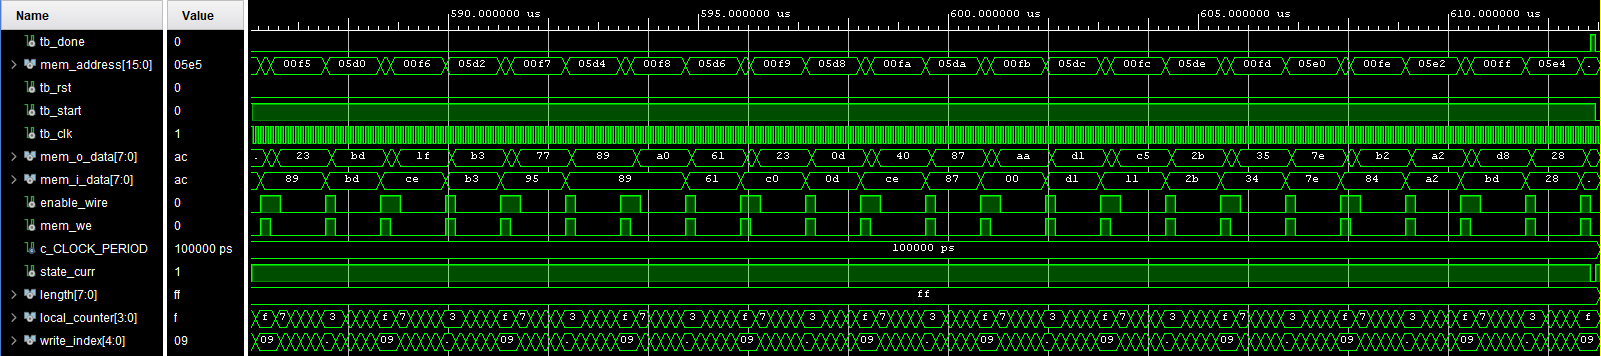 Name Value 590.000000 us 595.000000 us 600.000000 us 605.000000 us 610.000000 us
tb_done 0
mem_address[15:0] 05e5 00f5 05d0 00f6 05d2 00f7 05d4 00f8 05d6 00f9 05d8 00fa 05da 00fb 05dc 00fc 05de 00fd 05e0 00fe 05e2 00ff 05e4 .
tb_rst 0
tb_start 0
tb_clk 1
mem_o_data[7:0] ac . 23 bd 1f b3 77 89 a0 61 23 0d 40 87 aa d1 c5 2b 35 7e b2 a2 d8 28
mem_i_data[7:0] ac 89 bd ce b3 95 89 61 c0 0d ce 87 00 d1 11 2b 34 7e 84 a2 bd 28 .
enable_wire 0
mem_we 0
c_CLOCK_PERIOD 100000 ps 100000 ps
state_curr 1
length[7:0] ff ff
local_counter[3:0] f f 7 3 f 7 3 f 7 3 f 7 3 f 7 3 f 7 3 f 7 3 f 7 3 f 7 3 f 7 3 f 7 3 f
write_index[4:0] 09 09 . 09 . 09 . 09 . 09 . 09 . 09 . 09 . 09 . 09 . 09 . 09